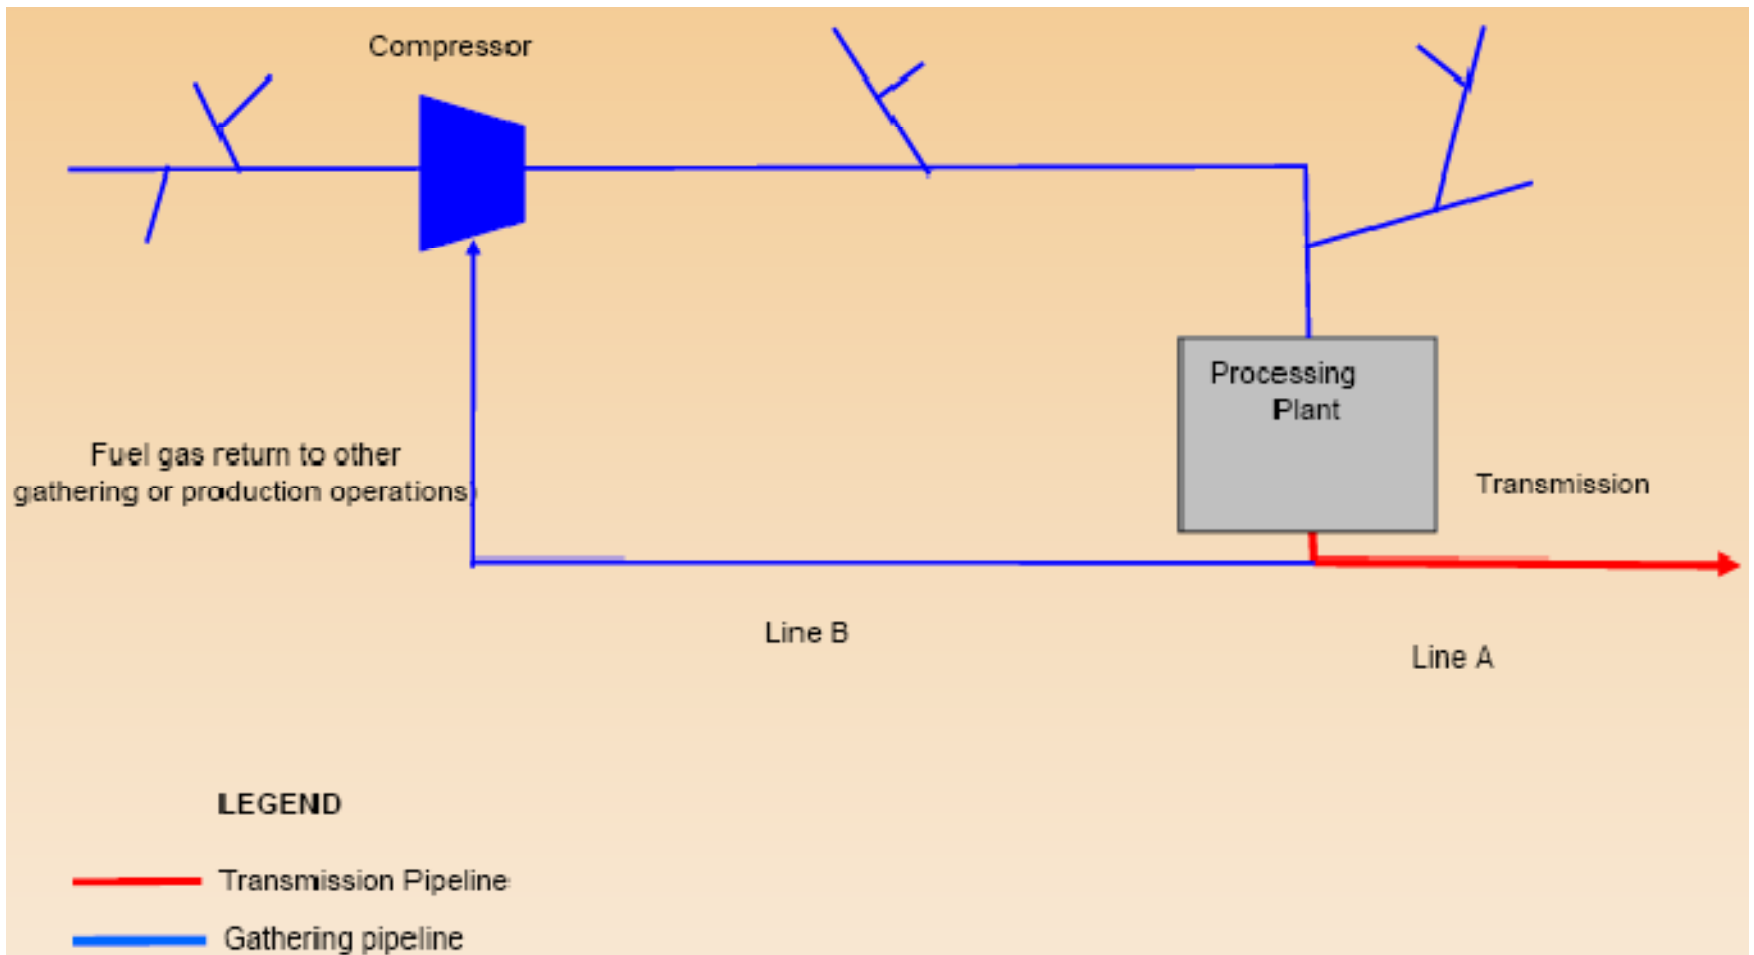 Compressor
Processing
Plant
Fuel gas return to other
gathering or production operations)
Transmission
Line B
Line A
LEGEND
Transmission Pipeline
Gathering pipeline